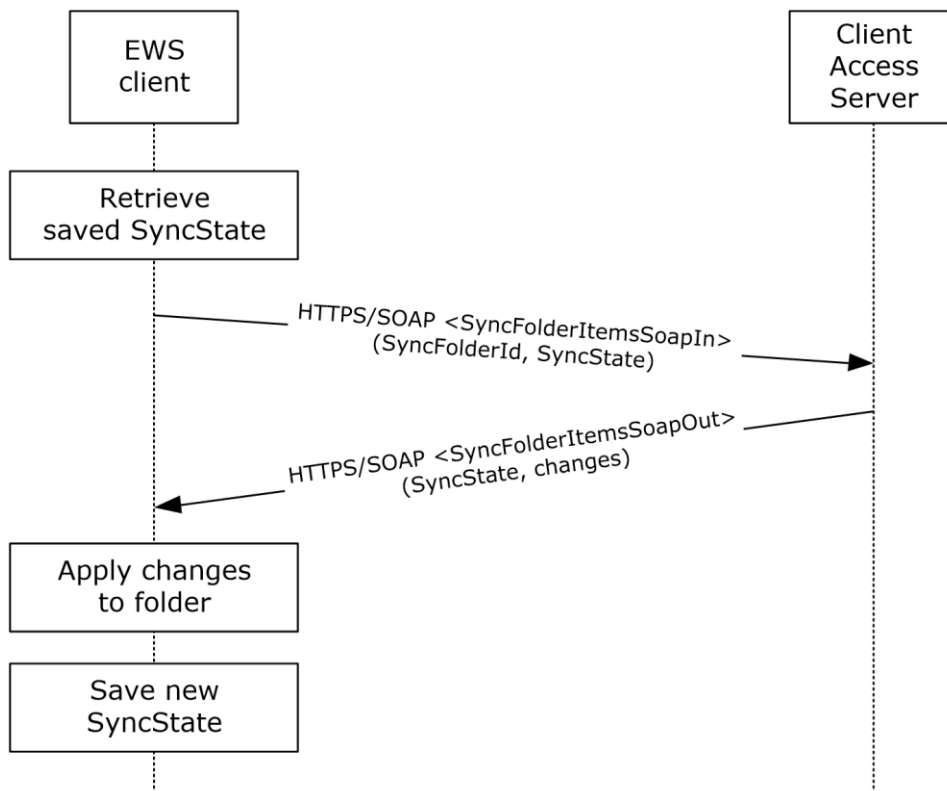 EWS
client
Client
Access
Server
Retrieve
saved SyncState
HTTPS/SOAP <SyncFolderItemsSoapIn>
(SyncFolderId, SyncState)
HTTPS/SOAP <SyncFolderItemsSoapOut>
(SyncState, changes)
Apply changes
to folder
Save new
SyncState